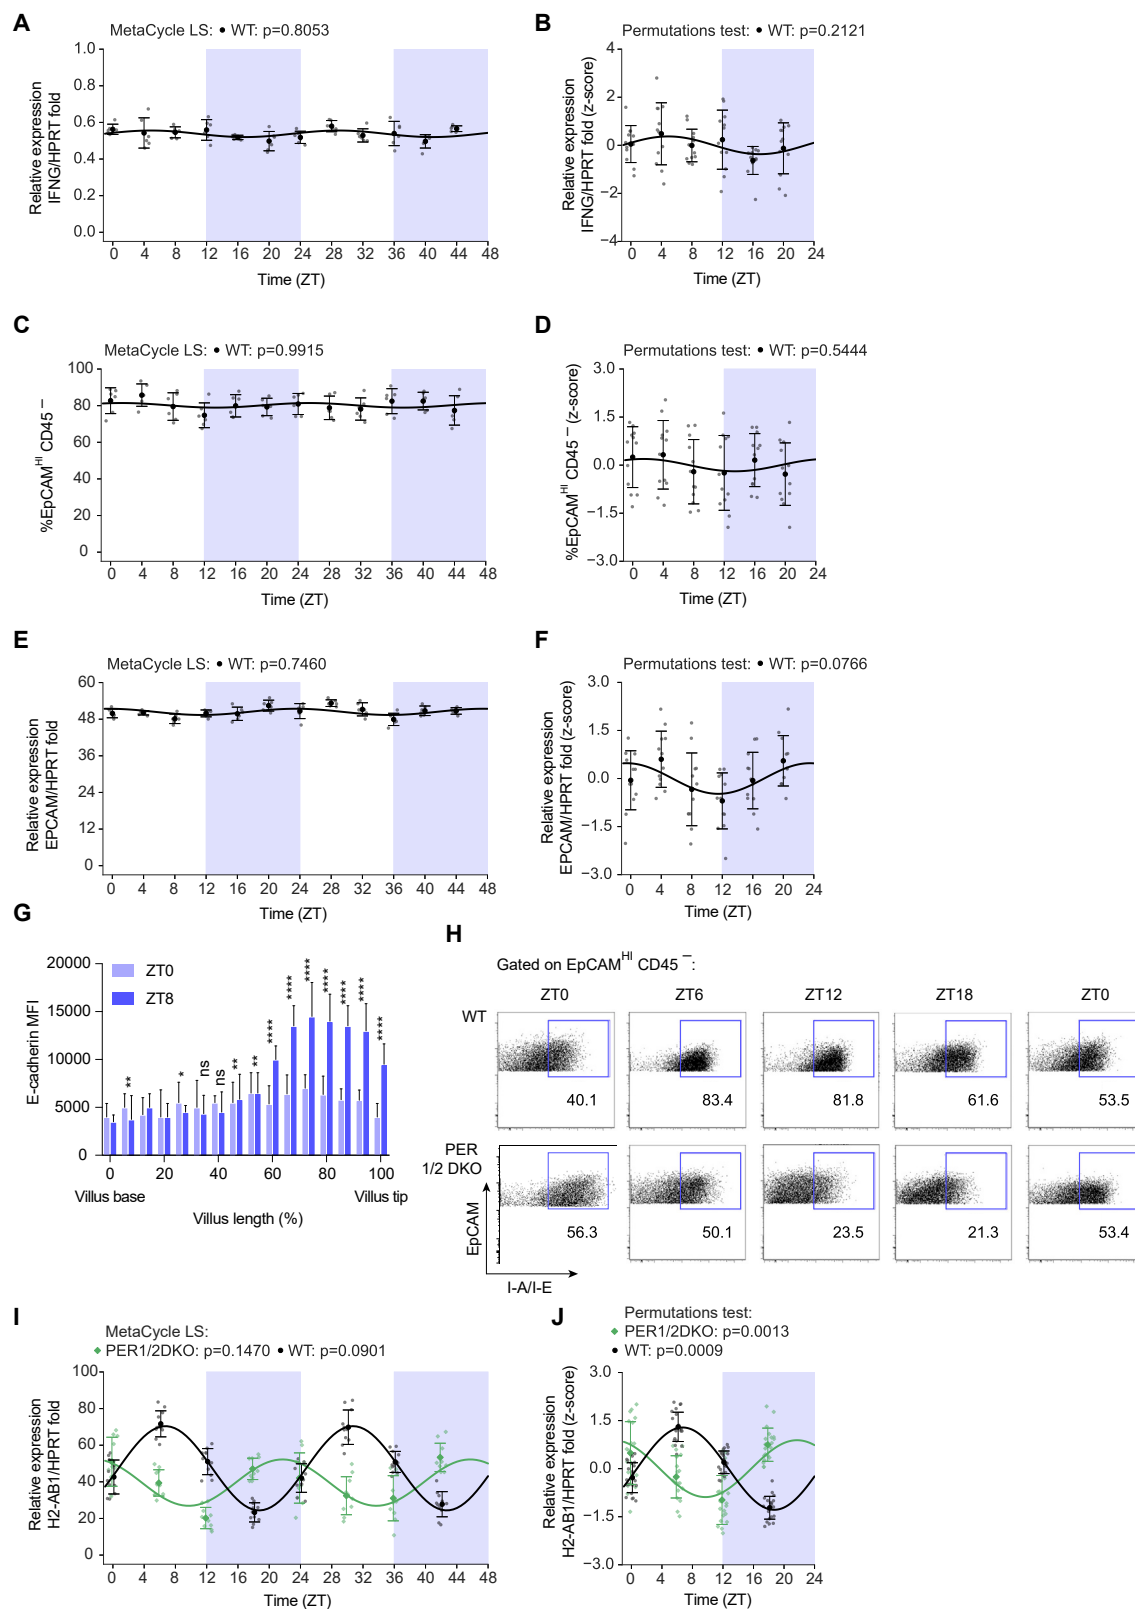 A
MetaCycle LS: ● WT: p=0.8053
Relative expression
IFNG/HPRT fold
1.0
0.8
0.6
0.4
0.2
0.0
0 4 8 12 16 20 24 28 32 36 40 44 48
Time (ZT)
B
Permutations test: ● WT: p=0.2121
Relative expression
IFNG/HPRT fold (z-score)
4
2
0
−2
−4
0 4 8 12 16 20 24
Time (ZT)
C
MetaCycle LS: ● WT: p=0.9915
%EpCAM^HI CD45^−
100
80
60
40
20
0
0 4 8 12 16 20 24 28 32 36 40 44 48
Time (ZT)
D
Permutations test: ● WT: p=0.5444
%EpCAM^HI CD45^− (z-score)
3.0
1.5
0.0
−1.5
−3.0
0 4 8 12 16 20 24
Time (ZT)
E
MetaCycle LS: ● WT: p=0.7460
Relative expression
EPCAM/HPRT fold
60
48
36
24
12
0
0 4 8 12 16 20 24 28 32 36 40 44 48
Time (ZT)
F
Permutations test: ● WT: p=0.0766
Relative expression
EPCAM/HPRT fold (z-score)
3.0
1.5
0.0
−1.5
−3.0
0 4 8 12 16 20 24
Time (ZT)
G
E-cadherin MFI
20000
15000
10000
5000
0
ZT0
ZT8
** * ns ns ** ** **** **** **** **** **** **** ****
0 20 40 60 80 100
Villus base Villus tip
Villus length (%)
H
Gated on EpCAM^HI CD45^−:
ZT0 ZT6 ZT12 ZT18 ZT0
WT
40.1 83.4 81.8 61.6 53.5
PER
1/2 DKO
56.3 50.1 23.5 21.3 53.4
EpCAM
I-A/I-E
I
MetaCycle LS:
◆ PER1/2DKO: p=0.1470 ● WT: p=0.0901
Relative expression
H2-AB1/HPRT fold
100
80
60
40
20
0
0 4 8 12 16 20 24 28 32 36 40 44 48
Time (ZT)
J
Permutations test:
◆ PER1/2DKO: p=0.0013
● WT: p=0.0009
Relative expression
H2-AB1/HPRT fold (z-score)
3.0
1.5
0.0
−1.5
−3.0
0 4 8 12 16 20 24
Time (ZT)